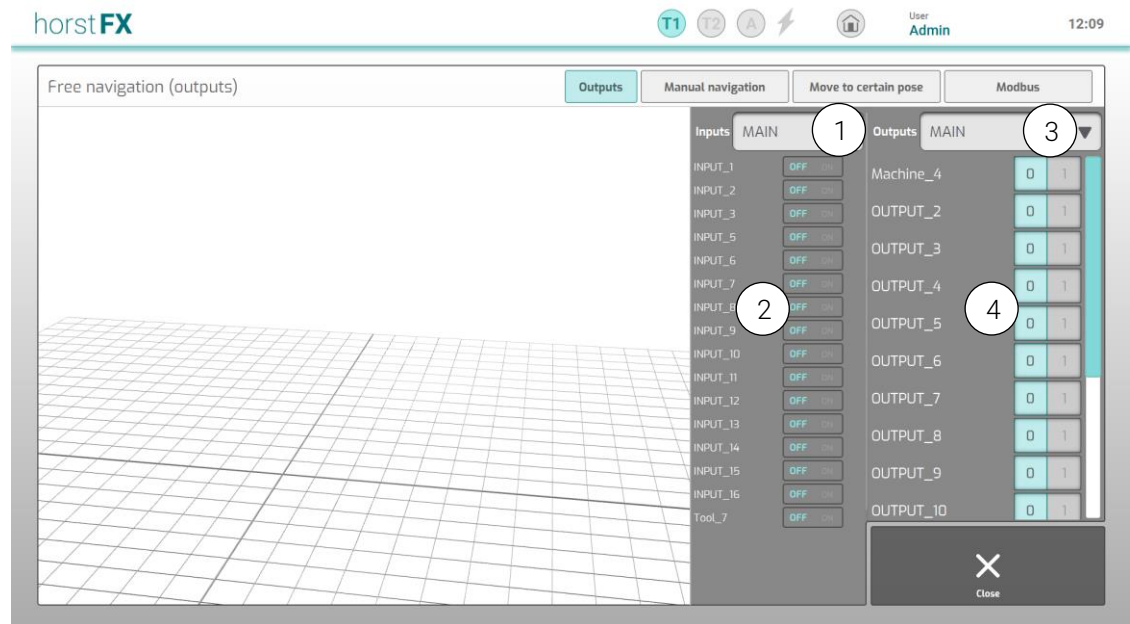 horstFX
T1 T2 A
User
Admin
12:09
Free navigation (outputs)
Outputs
Manual navigation
Move to certain pose
Modbus
Inputs MAIN 1
Outputs MAIN 3
INPUT_1 OFF ON
INPUT_2 OFF ON
INPUT_3 OFF ON
INPUT_5 OFF ON
INPUT_6 OFF ON
INPUT_7 OFF ON
INPUT_8 OFF ON
INPUT_9 OFF ON
INPUT_10 OFF ON
INPUT_11 OFF ON
INPUT_12 OFF ON
INPUT_13 OFF ON
INPUT_14 OFF ON
INPUT_15 OFF ON
INPUT_16 OFF ON
Tool_7 OFF ON
2
Machine_4 0 1
OUTPUT_2 0 1
OUTPUT_3 0 1
OUTPUT_4 0 1
OUTPUT_5 0 1
OUTPUT_6 0 1
OUTPUT_7 0 1
OUTPUT_8 0 1
OUTPUT_9 0 1
OUTPUT_10 0 1
4
Close